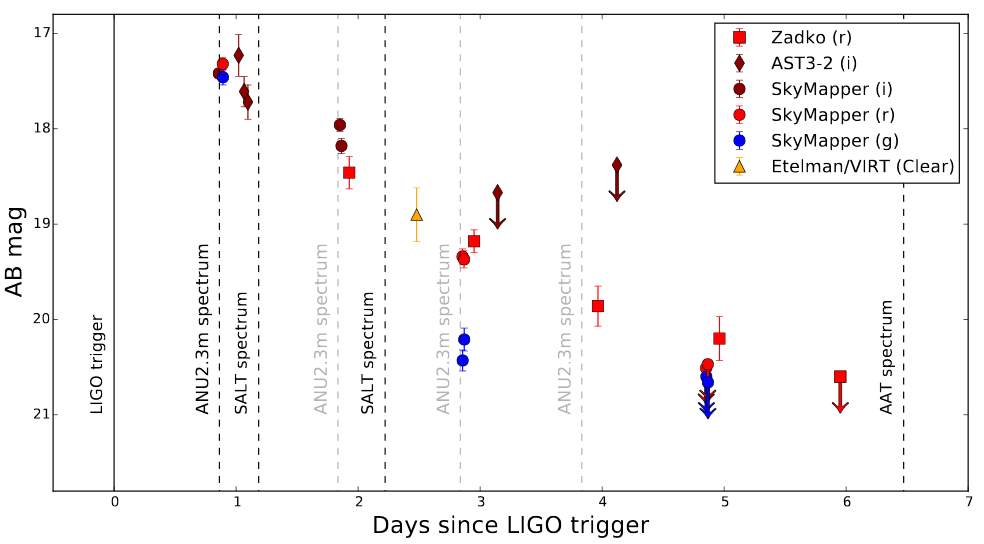 17
18
19
20
21
AB mag
0
1
2
3
4
5
6
7
Days since LIGO trigger
LIGO trigger
ANU2.3m spectrum
SALT spectrum
ANU2.3m spectrum
SALT spectrum
ANU2.3m spectrum
ANU2.3m spectrum
AAT spectrum
Zadko (r)
AST3-2 (i)
SkyMapper (i)
SkyMapper (r)
SkyMapper (g)
Etelman/VIRT (Clear)